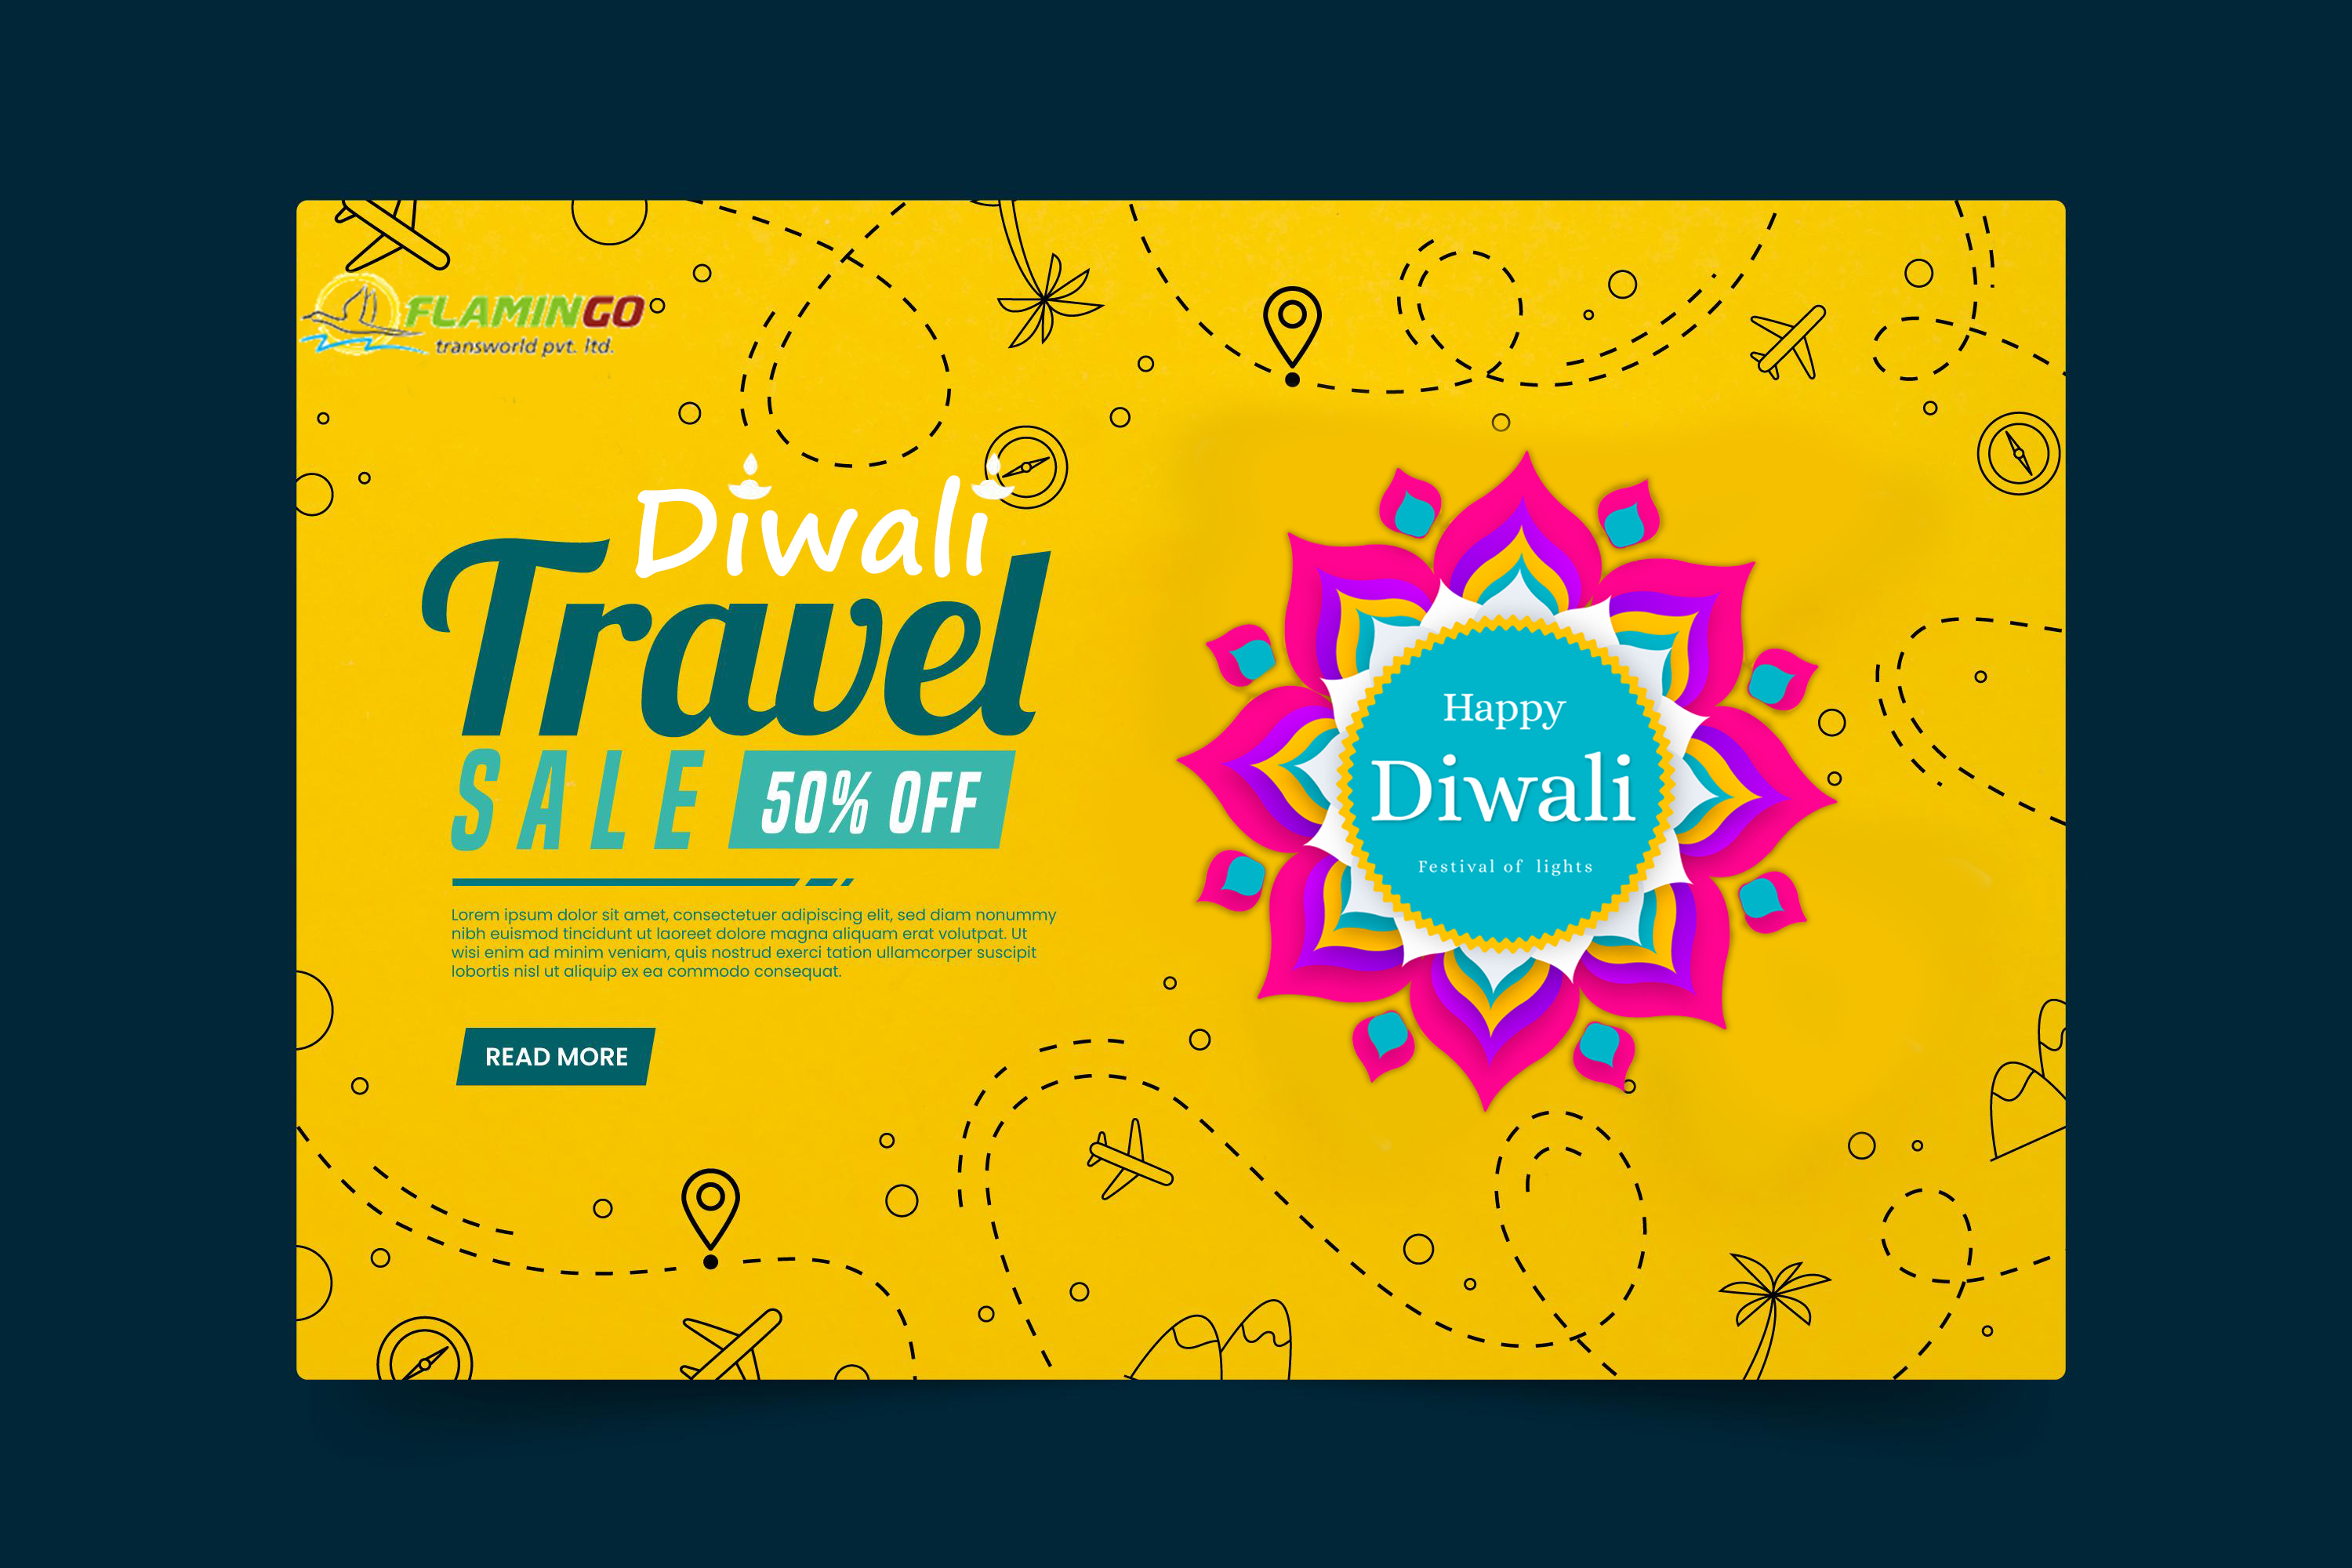 FLAMINGO
transworld pvt. ltd.
Diwali
Travel
SALE 50% OFF
Lorem ipsum dolor sit amet, consectetuer adipiscing elit, sed diam nonummy
nibh euismod tincidunt ut laoreet dolore magna aliquam erat volutpat. Ut
wisi enim ad minim veniam, quis nostrud exerci tation ullamcorper suscipit
lobortis nisl ut aliquip ex ea commodo consequat.
READ MORE
Happy
Diwali
Festival of lights